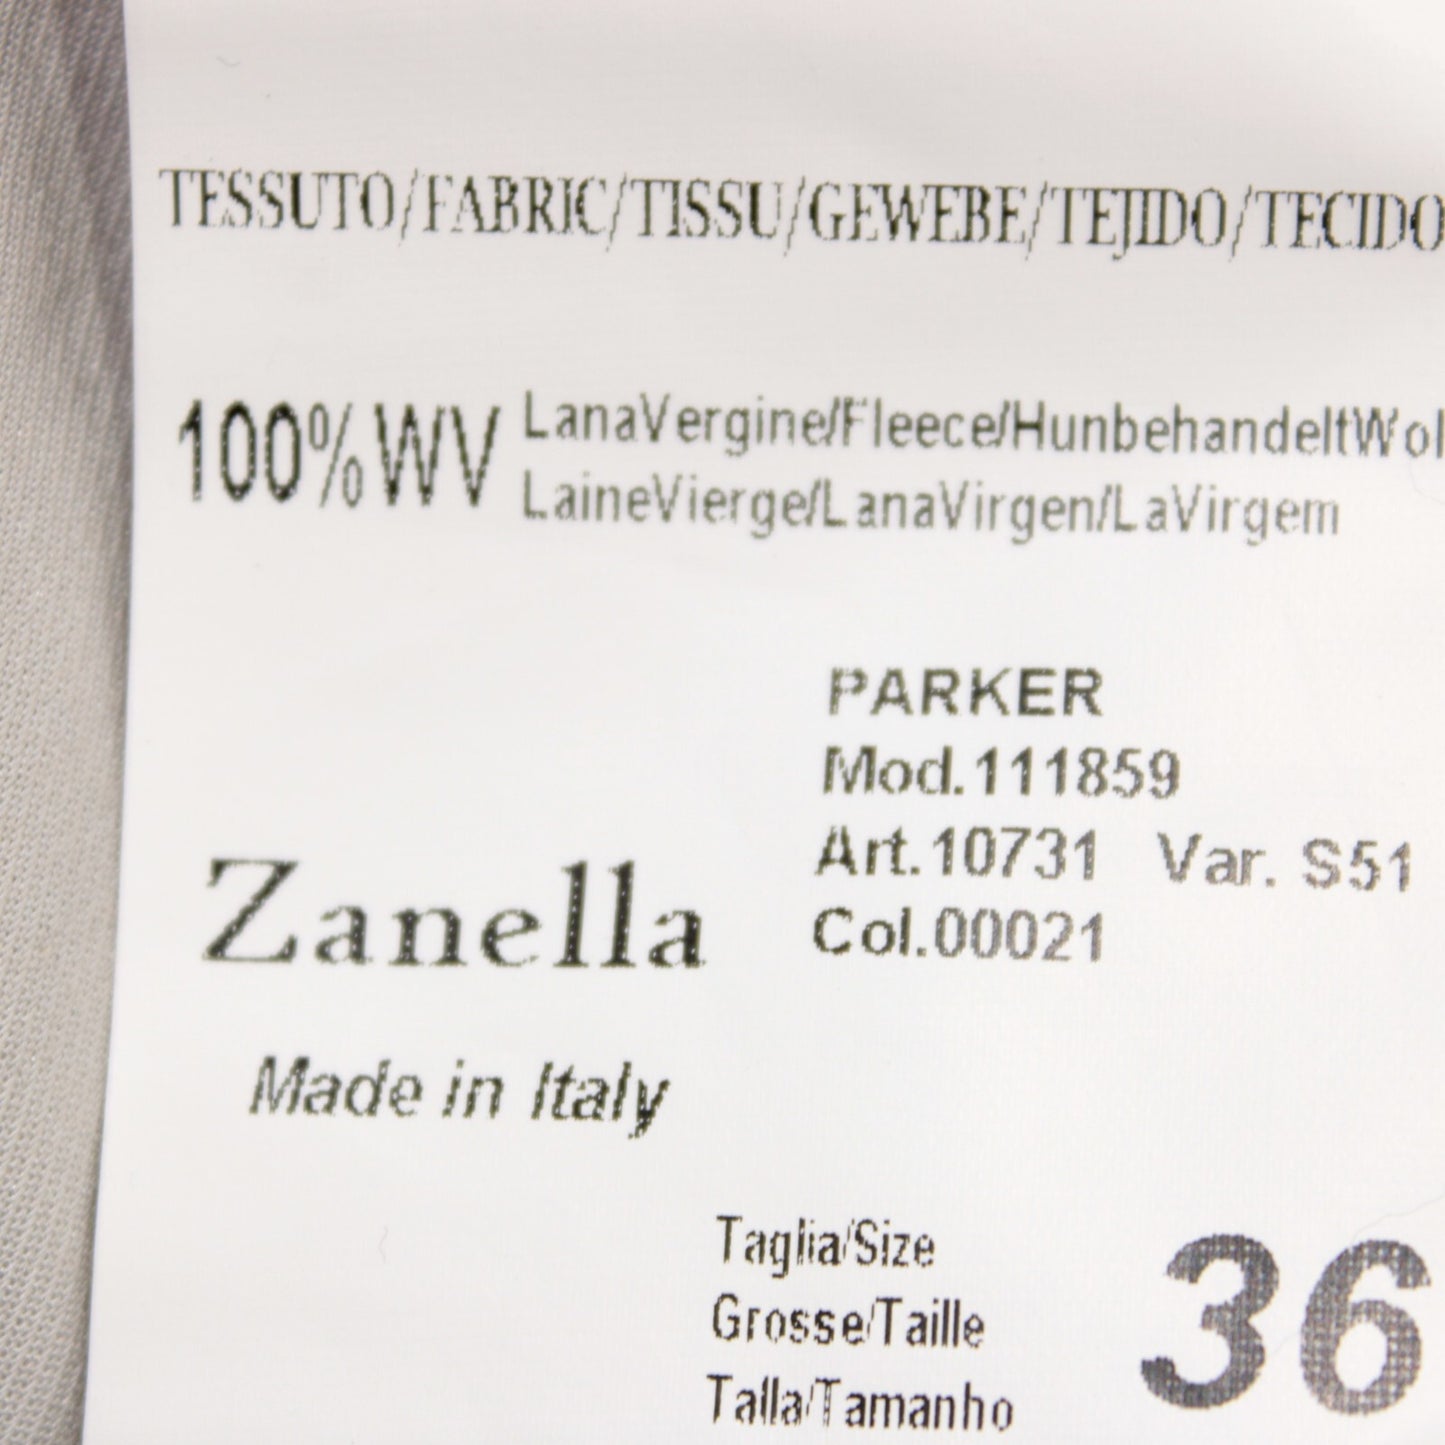 TESSUTO/FABRIC/TISSU/GEWEBE/TEJIDO/TECIDO
100% WV LanaVergine/Fleece/HunbehandeltWol
LaineVierge/LanaVirgen/LaVirgem
PARKER
Mod.111859
Art.10731 Var. S51
Col.00021
Zanella
Made in Italy
Taglia/Size
Grosse/Taille
Talla/Tamanho
36